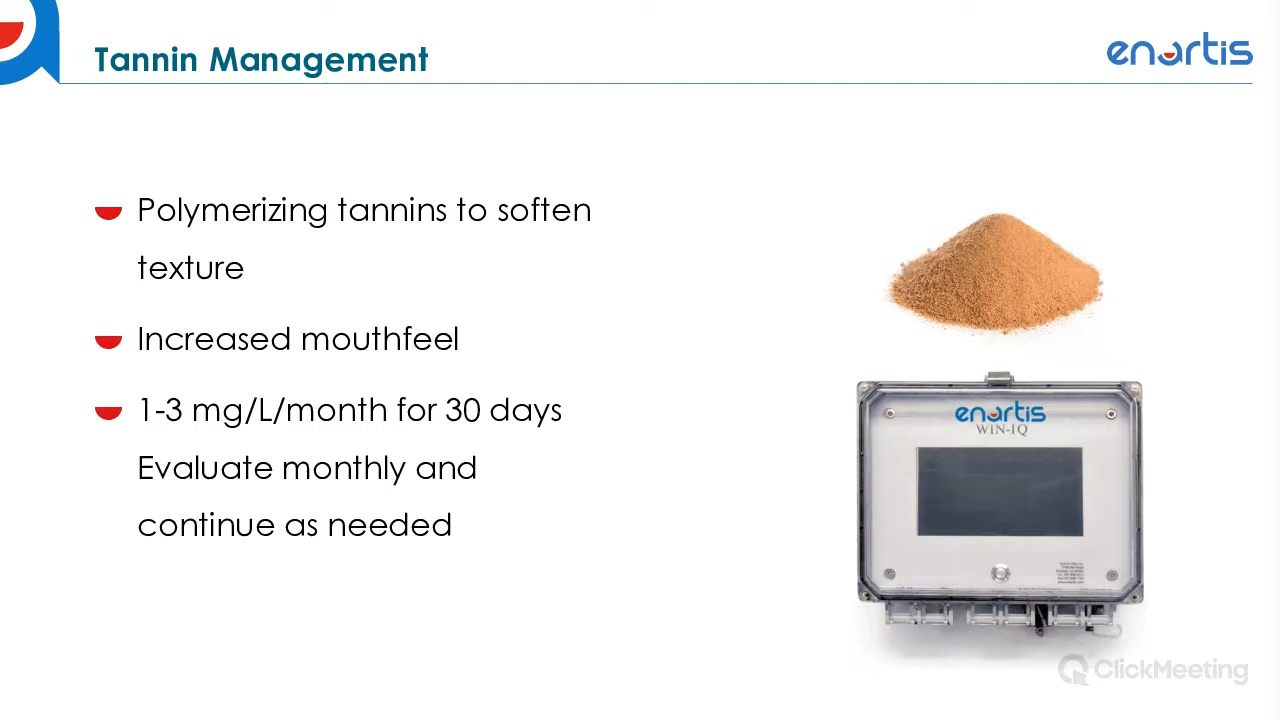 Tannin Management
enartis
Polymerizing tannins to soften
texture
Increased mouthfeel
1-3 mg/L/month for 30 days
Evaluate monthly and
continue as needed
enartis
WIN-IQ
ClickMeeting